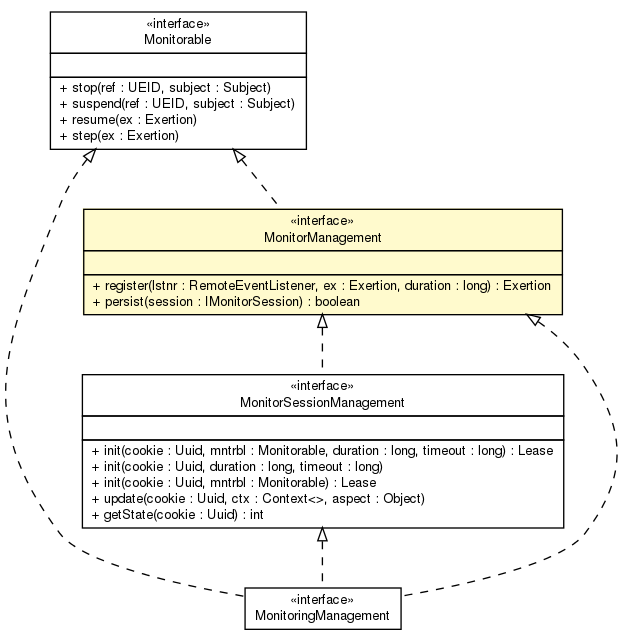 «interface»
Monitorable
+ stop(ref : UEID, subject : Subject)
+ suspend(ref : UEID, subject : Subject)
+ resume(ex : Exertion)
+ step(ex : Exertion)
«interface»
MonitorManagement
+ register(lstnr : RemoteEventListener, ex : Exertion, duration : long) : Exertion
+ persist(session : IMonitorSession) : boolean
«interface»
MonitorSessionManagement
+ init(cookie : Uuid, mntrbl : Monitorable, duration : long, timeout : long) : Lease
+ init(cookie : Uuid, duration : long, timeout : long)
+ init(cookie : Uuid, mntrbl : Monitorable) : Lease
+ update(cookie : Uuid, ctx : Context<>, aspect : Object)
+ getState(cookie : Uuid) : int
«interface»
MonitoringManagement